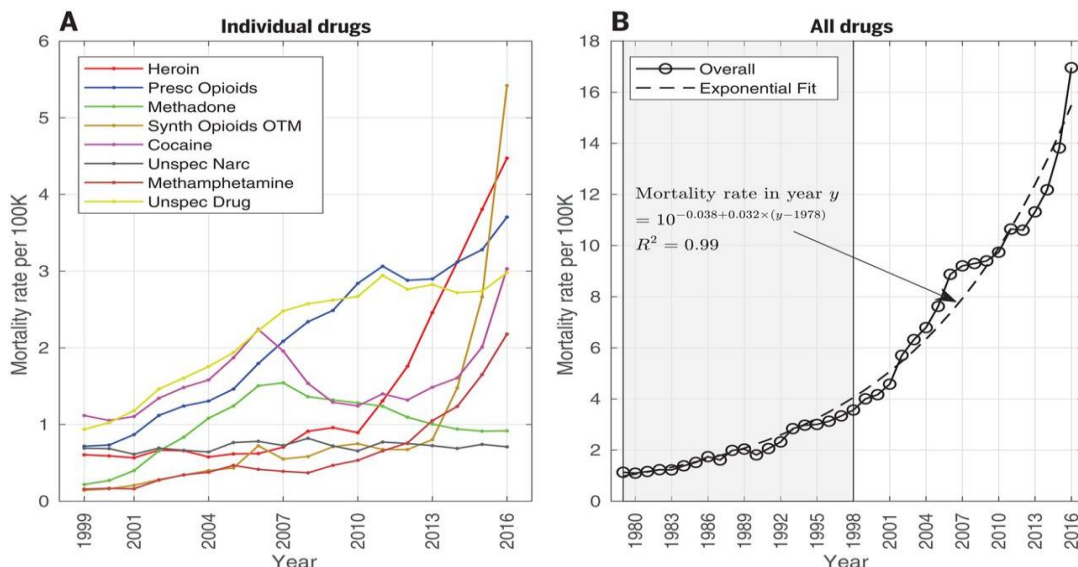 A
Individual drugs
6
5
4
3
2
1
0
Mortality rate per 100K
Heroin
Presc Opioids
Methadone
Synth Opioids OTM
Cocaine
Unspec Narc
Methamphetamine
Unspec Drug
1999
2001
2004
2007
2010
2013
2016
Year
B
All drugs
18
16
14
12
10
8
6
4
2
0
Mortality rate per 100K
Overall
Exponential Fit
Mortality rate in year y
= 10^{−0.038+0.032×(y−1978)}
R² = 0.99
1980
1983
1986
1989
1992
1995
1998
2001
2004
2007
2010
2013
2016
Year